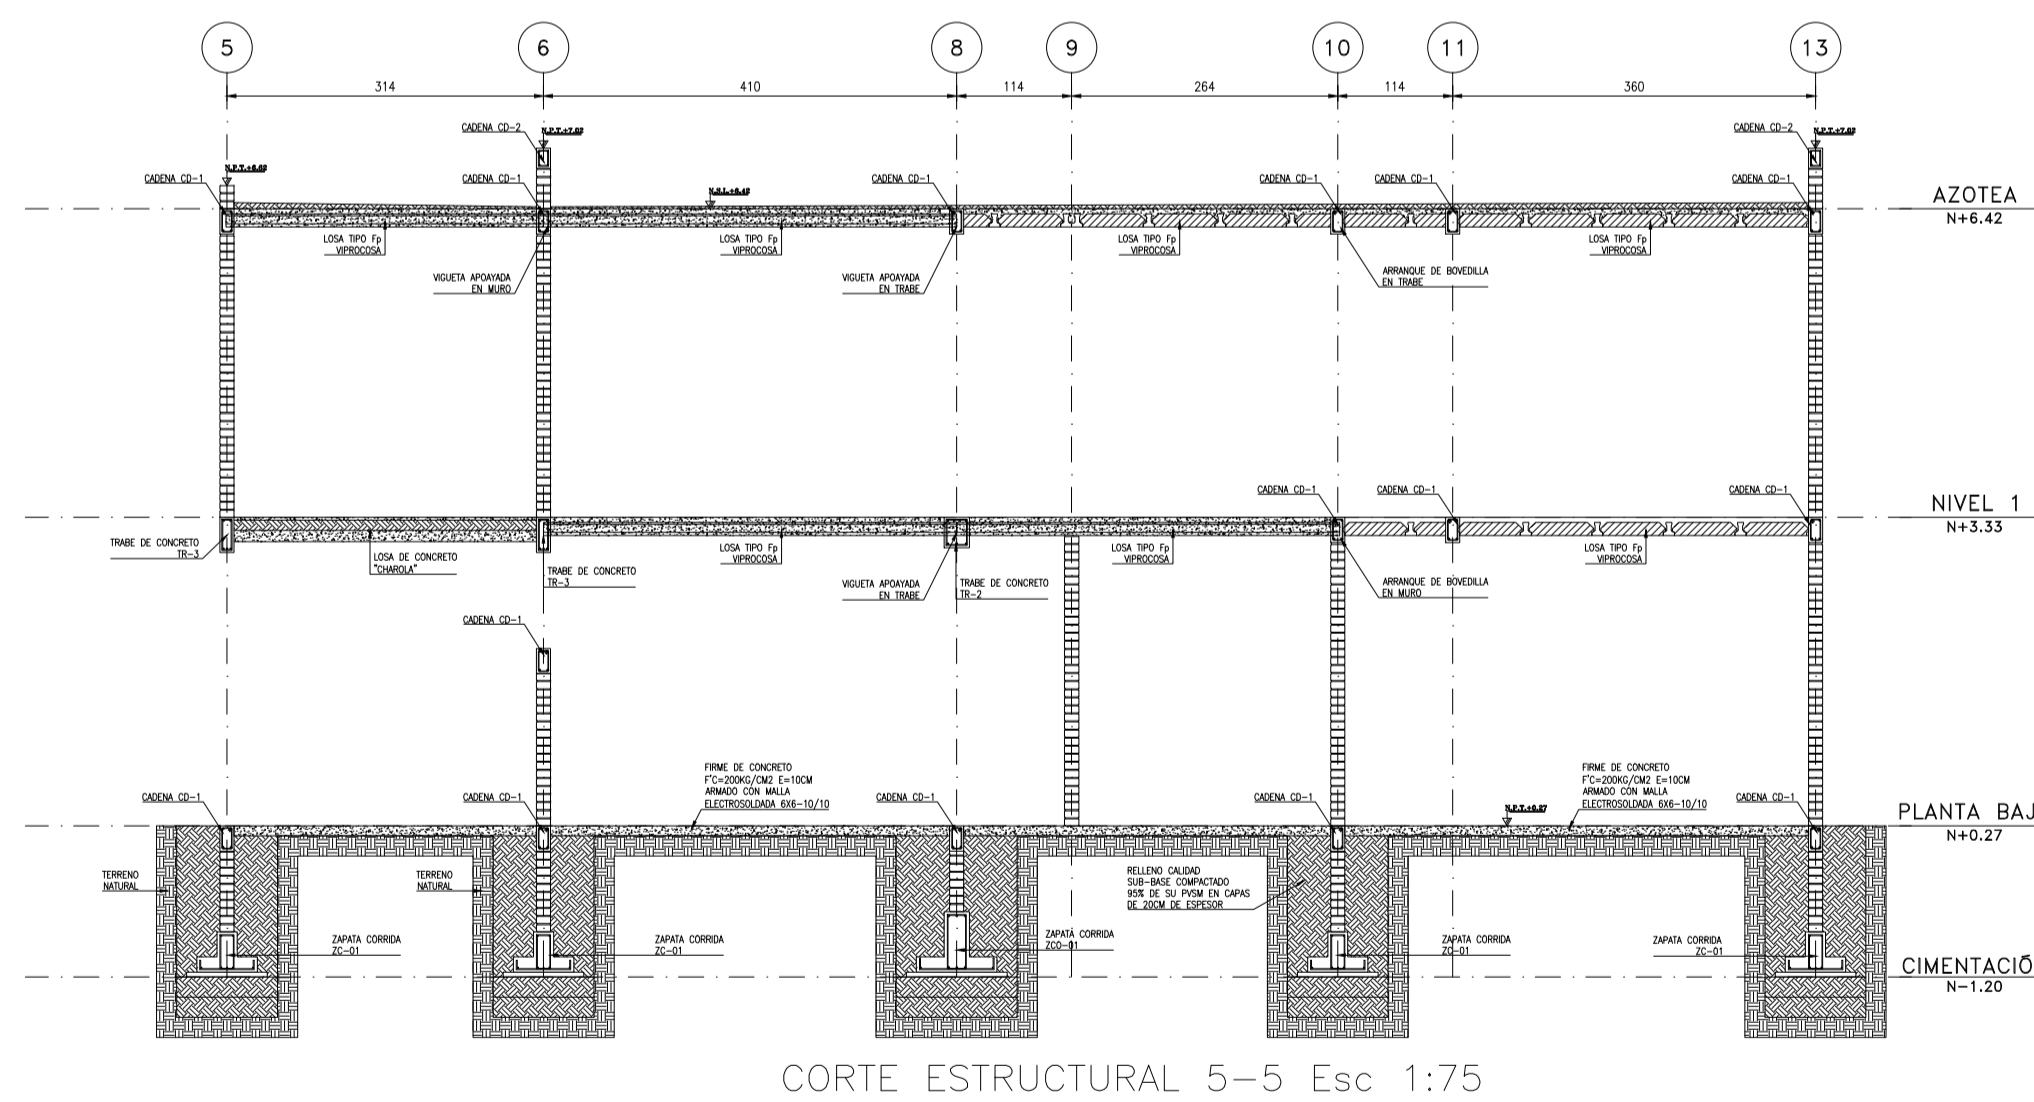 5 6 8 9 10 11 13
314 410 114 264 114 360
CADENA CD-2
N.P.T.+7.02
CADENA CD-2
N.P.T.+7.02
N.P.T.+6.62
CADENA CD-1
CADENA CD-1
N.S.L.+6.42
CADENA CD-1
CADENA CD-1
CADENA CD-1
CADENA CD-1
AZOTEA
N+6.42
LOSA TIPO Fp
VIPROCOSA
LOSA TIPO Fp
VIPROCOSA
LOSA TIPO Fp
VIPROCOSA
LOSA TIPO Fp
VIPROCOSA
VIGUETA APOAYADA
EN MURO
VIGUETA APOAYADA
EN TRABE
ARRANQUE DE BOVEDILLA
EN TRABE
CADENA CD-1
CADENA CD-1
CADENA CD-1
NIVEL 1
N+3.33
TRABE DE CONCRETO
TR-3
LOSA DE CONCRETO
"CHAROLA"
TRABE DE CONCRETO
TR-3
LOSA TIPO Fp
VIPROCOSA
VIGUETA APOAYADA
EN TRABE
TRABE DE CONCRETO
TR-2
LOSA TIPO Fp
VIPROCOSA
ARRANQUE DE BOVEDILLA
EN MURO
LOSA TIPO Fp
VIPROCOSA
CADENA CD-1
FIRME DE CONCRETO
F'C=200KG/CM2 E=10CM
ARMADO CON MALLA
ELECTROSOLDADA 6X6-10/10
FIRME DE CONCRETO
F'C=200KG/CM2 E=10CM
ARMADO CON MALLA
ELECTROSOLDADA 6X6-10/10
CADENA CD-1
CADENA CD-1
CADENA CD-1
CADENA CD-1
N.P.T.+0.27
CADENA CD-1
PLANTA BAJ
N+0.27
TERRENO
NATURAL
TERRENO
NATURAL
RELLENO CALIDAD
SUB-BASE COMPACTADO
95% DE SU PVSM EN CAPAS
DE 20CM DE ESPESOR
ZAPATA CORRIDA
ZC-01
ZAPATA CORRIDA
ZC-01
ZAPATA CORRIDA
ZCO-01
ZAPATA CORRIDA
ZC-01
ZAPATA CORRIDA
ZC-01
CIMENTACIÓ
N-1.20
CORTE ESTRUCTURAL 5-5 Esc 1:75